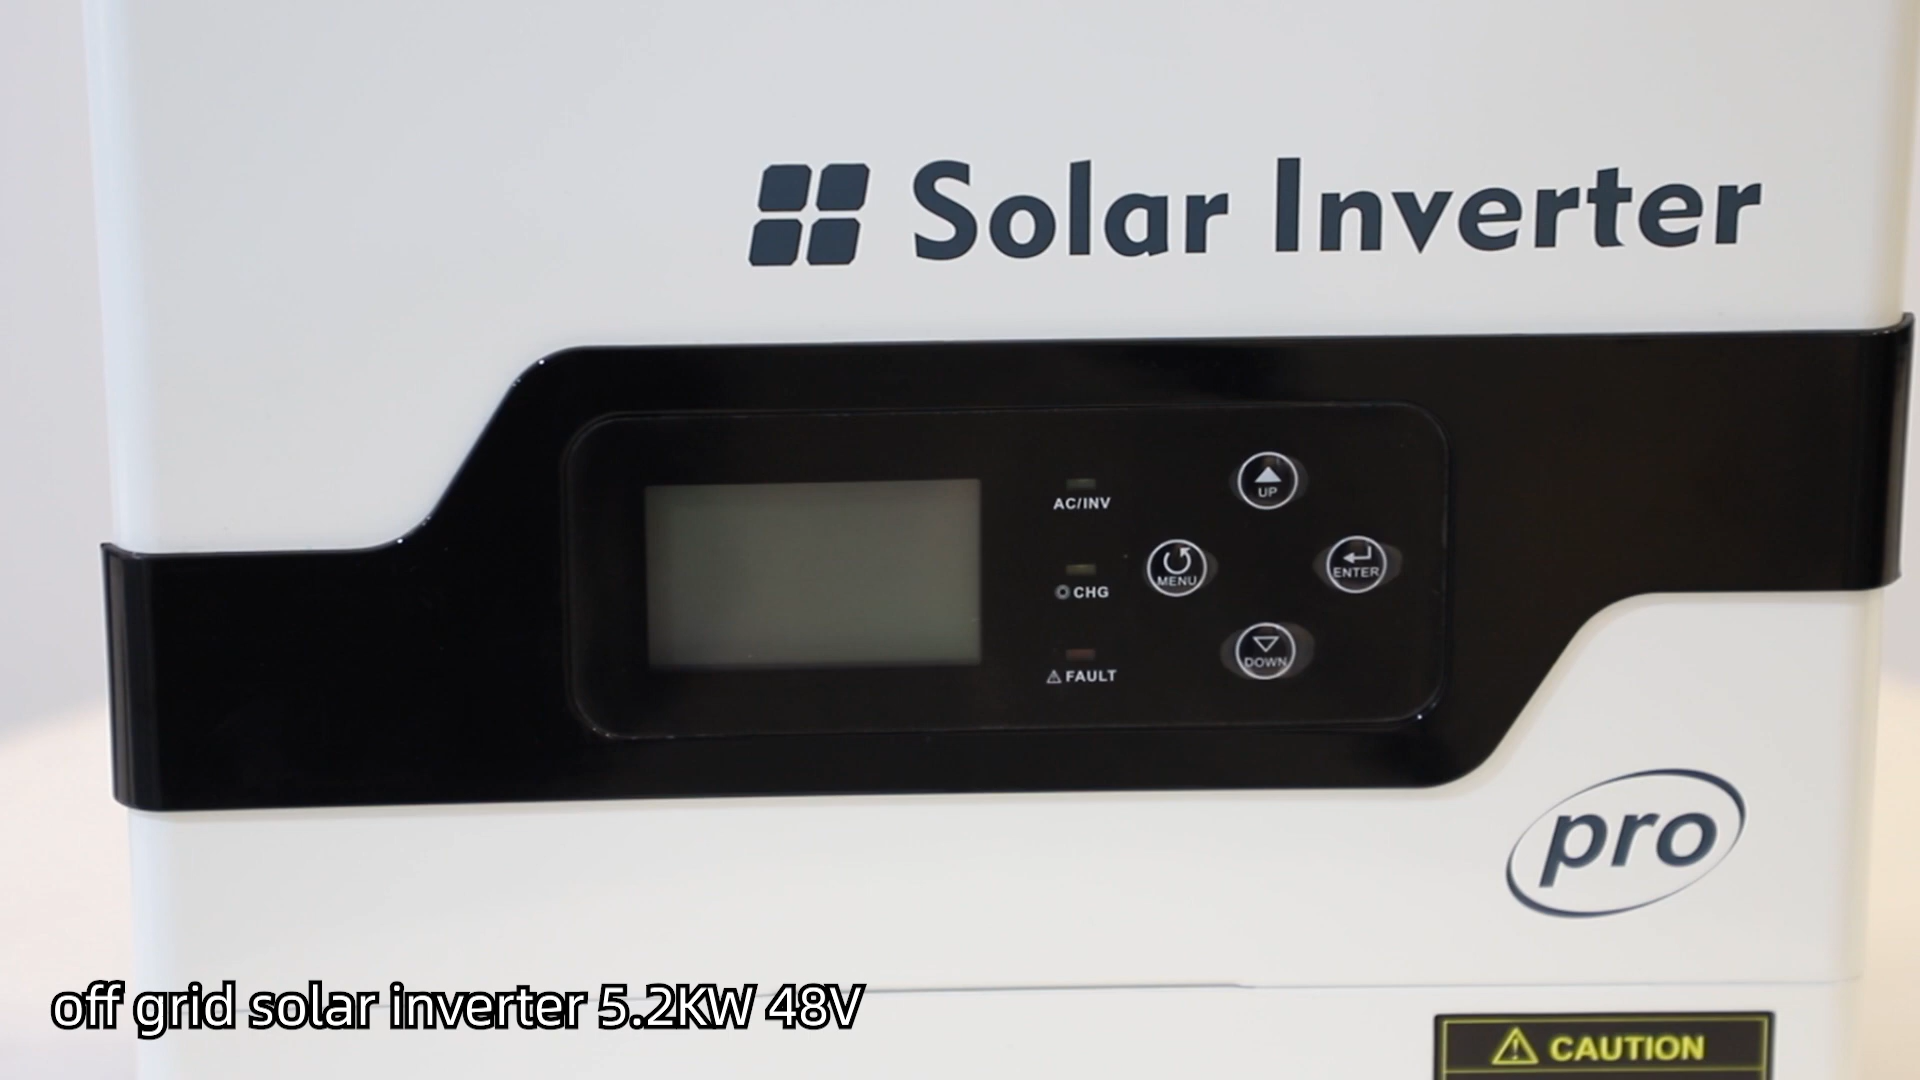 Solar Inverter
AC/INV
CHG
FAULT
UP
MENU
ENTER
DOWN
pro
off grid solar inverter 5.2KW 48V
CAUTION